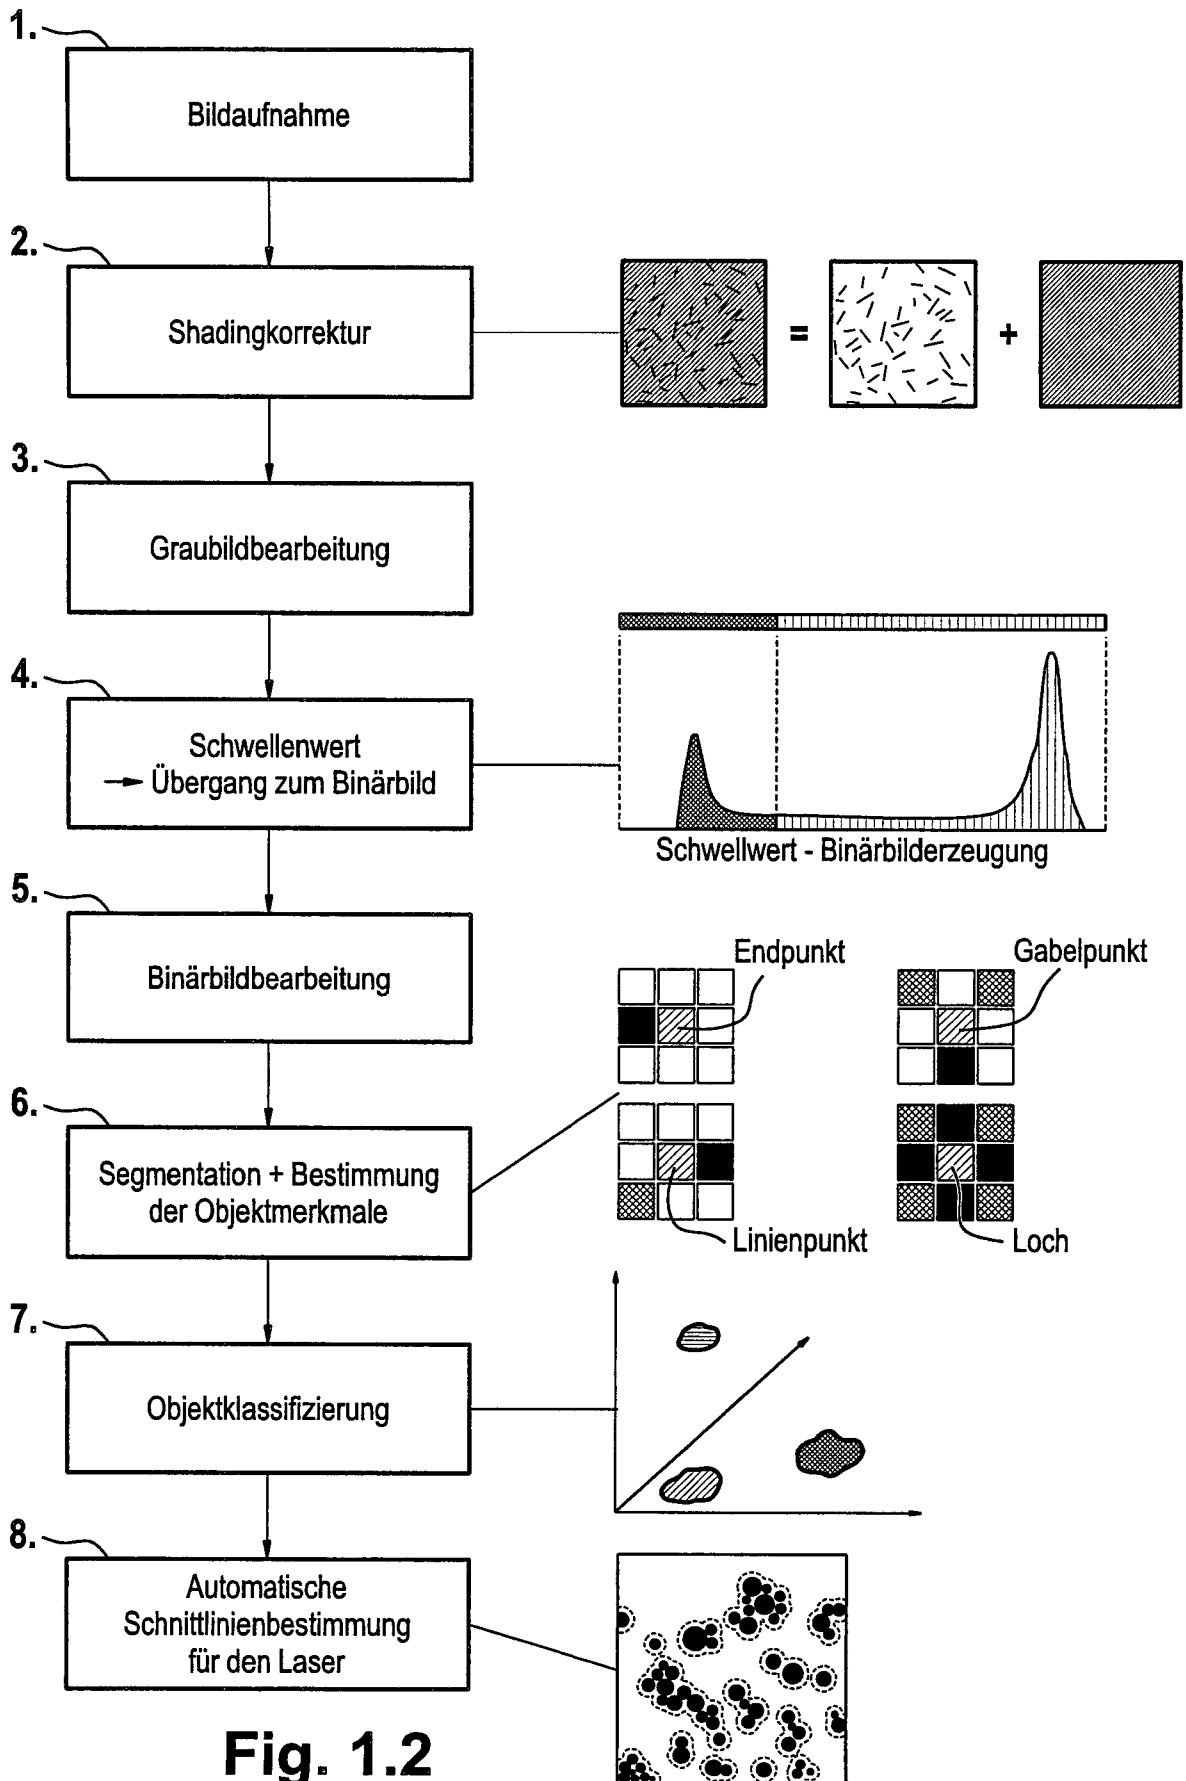 1.
Bildaufnahme
2.
Shadingkorrektur
=
+
3.
Graubildbearbeitung
4.
Schwellenwert
→ Übergang zum Binärbild
Schwellwert - Binärbilderzeugung
5.
Binärbildbearbeitung
Endpunkt
Gabelpunkt
6.
Segmentation + Bestimmung
der Objektmerkmale
Linienpunkt
Loch
7.
Objektklassifizierung
8.
Automatische
Schnittlinienbestimmung
für den Laser
Fig. 1.2